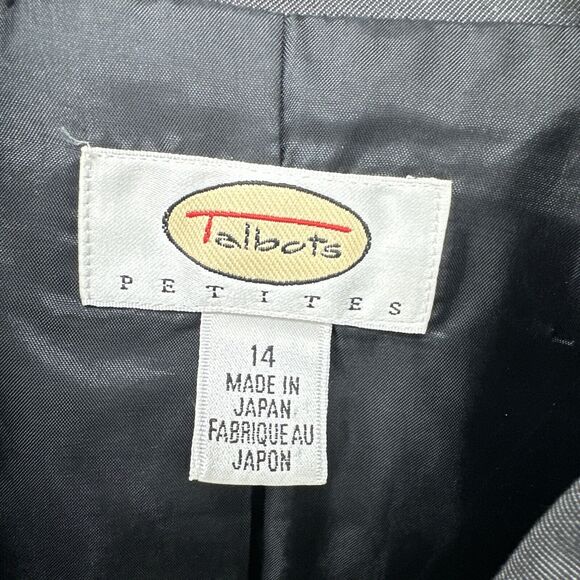 Talbots
PETITES
14
MADE IN
JAPAN
FABRIQUE AU
JAPON